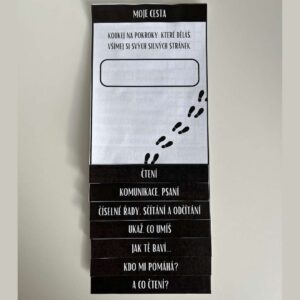 MOJE CESTA
KOUKEJ NA POKROKY, KTERÉ DĚLÁŠ.
VŠÍMEJ SI SVÝCH SILNÝCH STRÁNEK.
ČTENÍ
KOMUNIKACE, PSANÍ
ČÍSELNÉ ŘADY, SČÍTÁNÍ A ODČÍTÁNÍ
UKAŽ, CO UMÍŠ
JAK TĚ BAVÍ...
KDO MI POMÁHÁ?
A CO ČTENÍ?